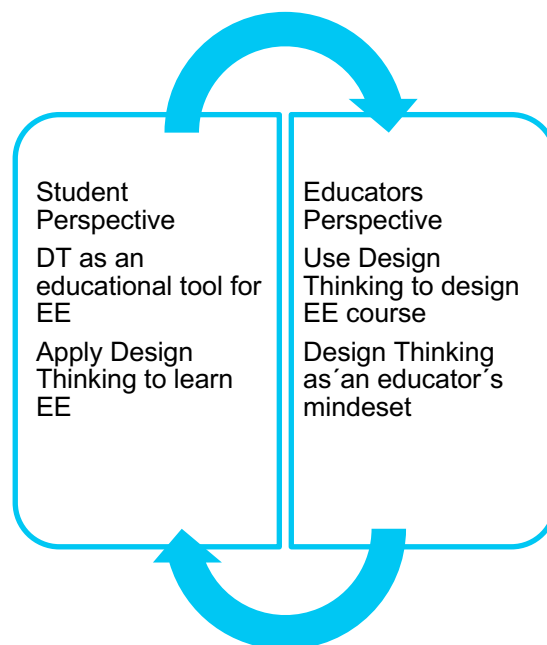 Student
Perspective
DT as an
educational tool for
EE
Apply Design
Thinking to learn
EE
Educators
Perspective
Use Design
Thinking to design
EE course
Design Thinking
as´an educator´s
mindeset